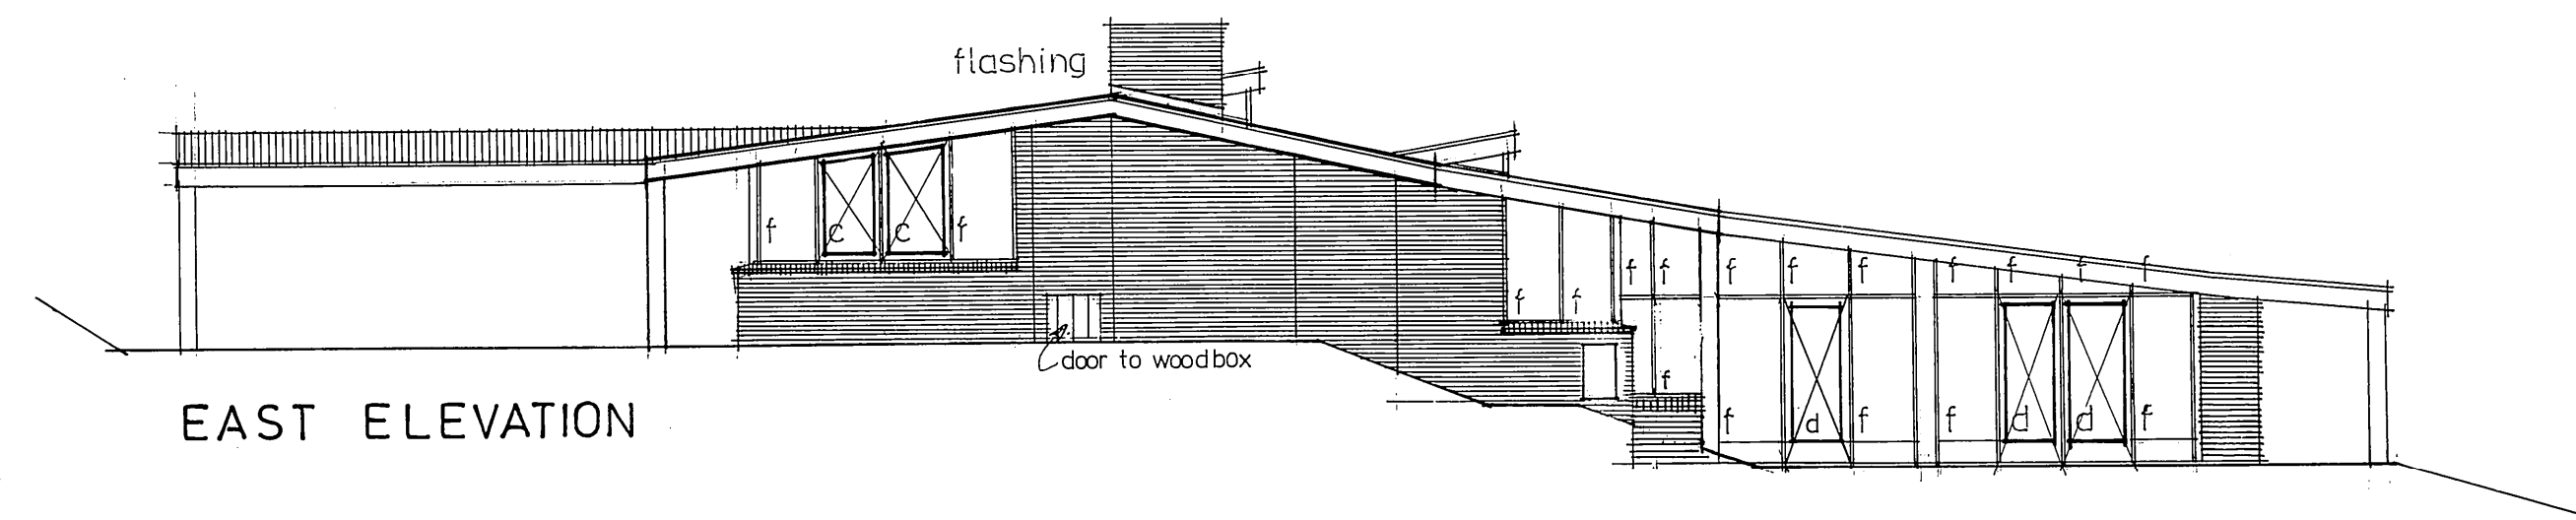 flashing
f c c f
f f f f f f f f
f f
door to woodbox
f
f d f f d d f
EAST ELEVATION